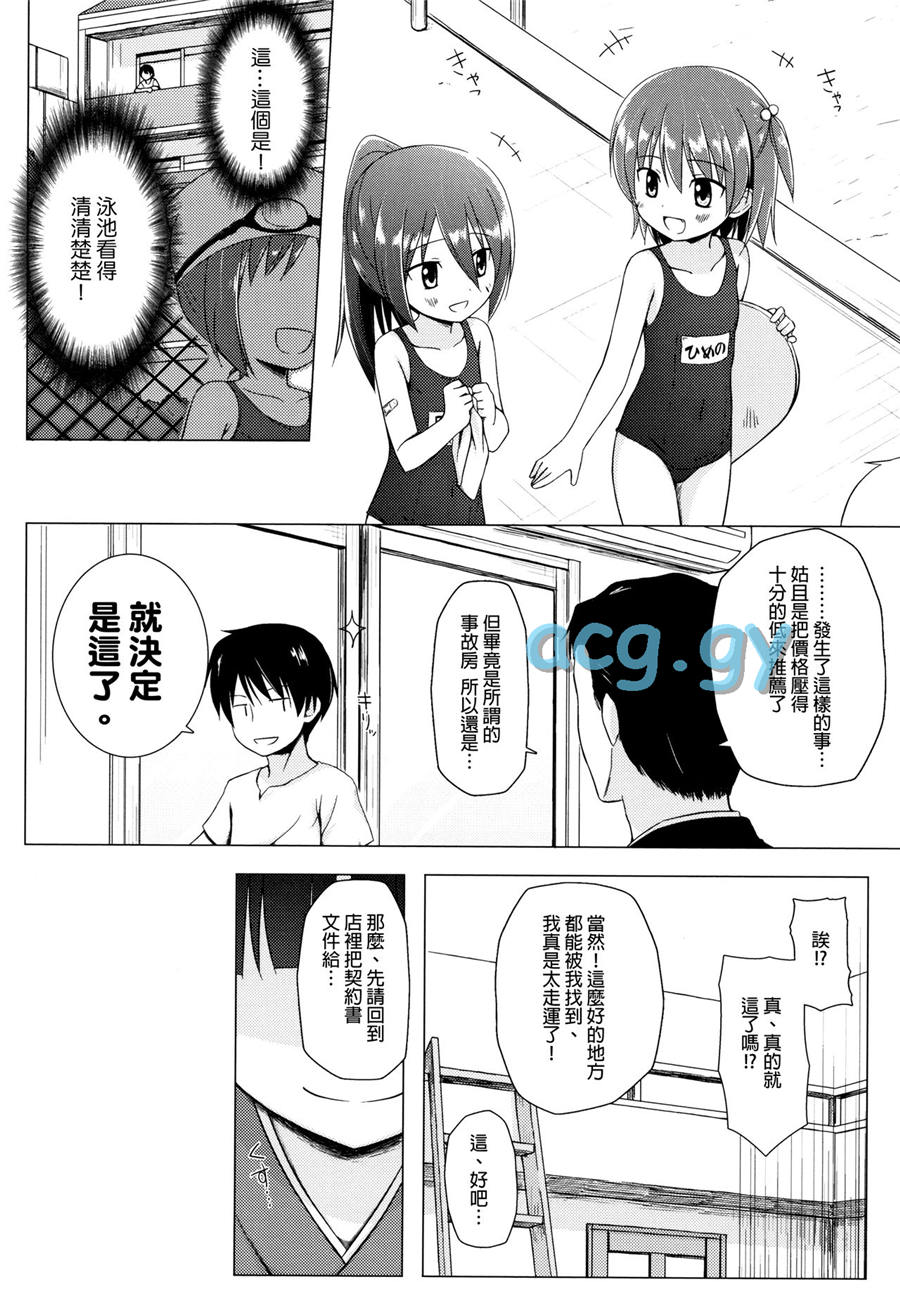 きゃっ
きゃっ
ひめの
這…這個是！
泳池看得
清清楚楚！
………發生了這樣的事…
姑且是把價格壓得
十分的低來推薦了
但畢竟是所謂的
事故房 所以還是…
キリッ
就決定
是這了。
誒!?
真、真的就
這了嗎!?
當然！這麼好的地方
都能被我找到、
我真是太走運了！
這、好吧…
那麼、先請回到
店裡把契約書
文件給…
くす…
acg.gy